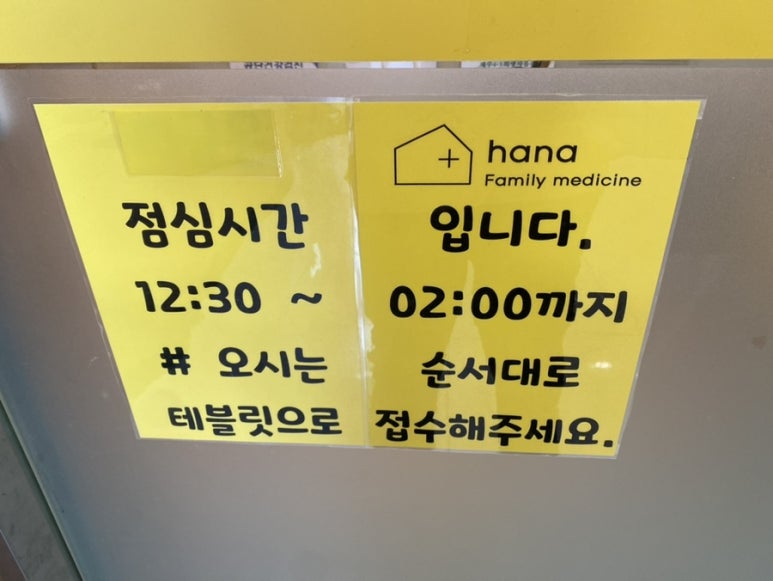 hana
Family medicine
점심시간 입니다.
12:30 ~ 02:00까지
# 오시는 순서대로
테블릿으로 접수해주세요.